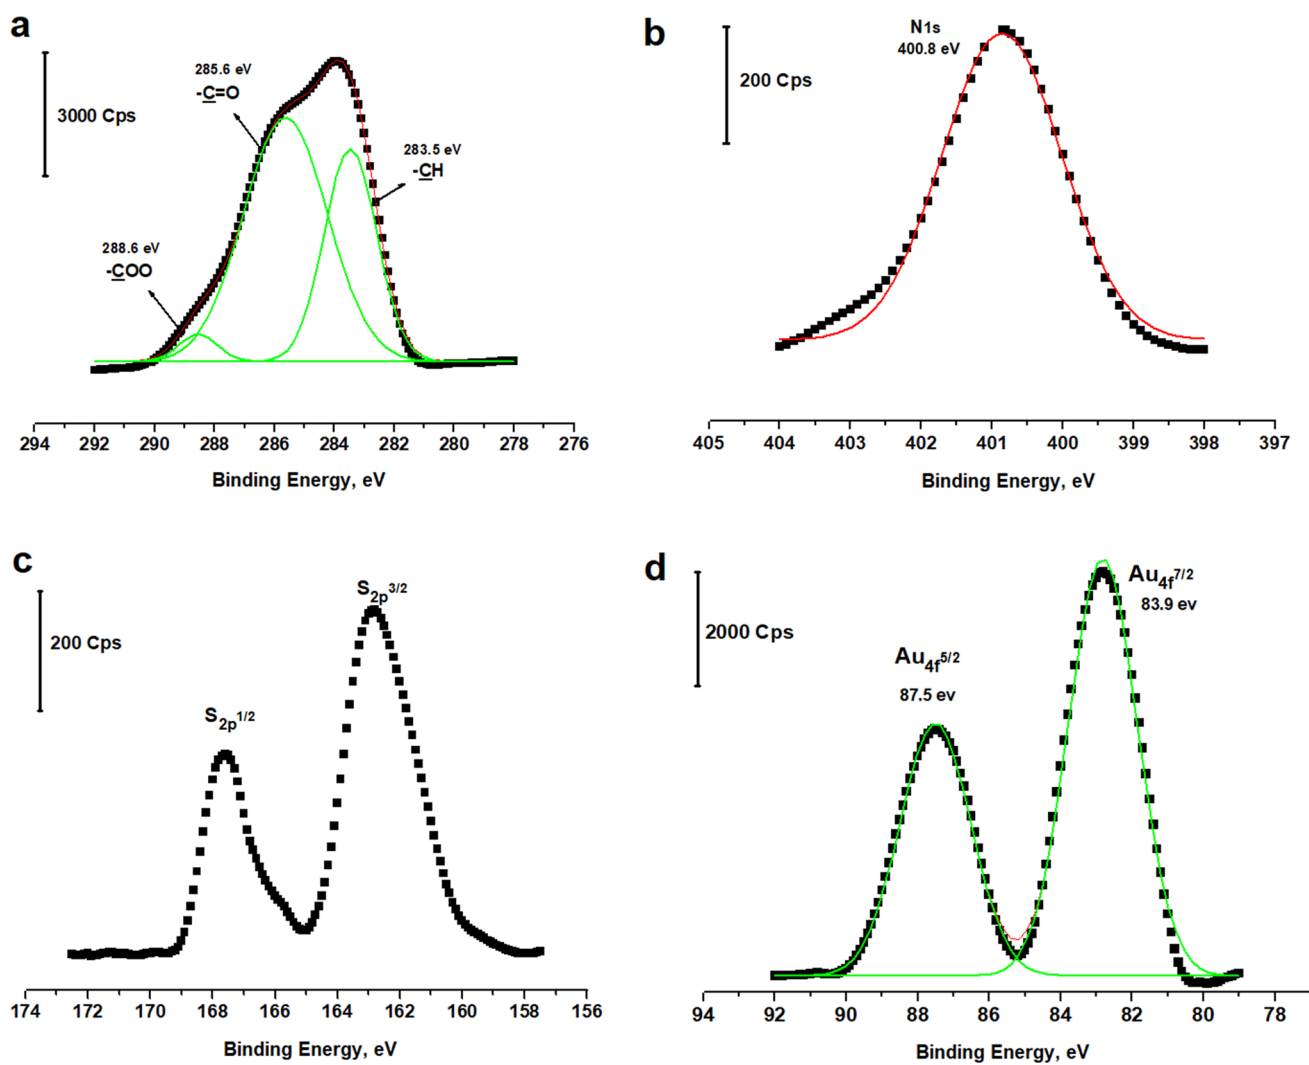 a
3000 Cps
285.6 eV
-C=O
283.5 eV
-CH
288.6 eV
-COO
294 292 290 288 286 284 282 280 278 276
Binding Energy, eV
b
200 Cps
N1s
400.8 eV
405 404 403 402 401 400 399 398 397
Binding Energy, eV
c
200 Cps
S2p3/2
S2p1/2
174 172 170 168 166 164 162 160 158 156
Binding Energy, eV
d
2000 Cps
Au4f7/2
83.9 ev
Au4f5/2
87.5 ev
94 92 90 88 86 84 82 80 78
Binding Energy, eV